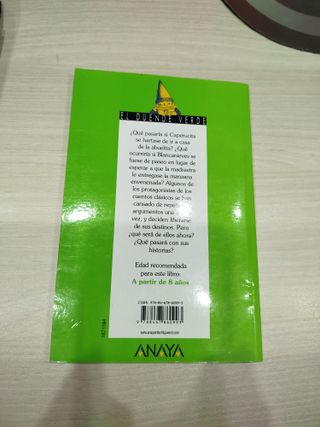 EL DUENDE VERDE
¿Qué pasaría si Caperucita
se hartase de ir a casa
de la abuelita? ¿Qué
ocurriría si Blancanieves se
fuese de paseo en lugar de
esperar a que la madrastra
le entregase la manzana
envenenada? Algunos de
los protagonistas de los
cuentos clásicos se han
cansado de repetir
argumentos una
vez, y deciden liberarse
de sus destinos. Pero
¿qué será de ellos ahora?
¿Qué pasará con sus
historias?
Edad recomendada
para este libro:
A partir de 8 años
ANAYA